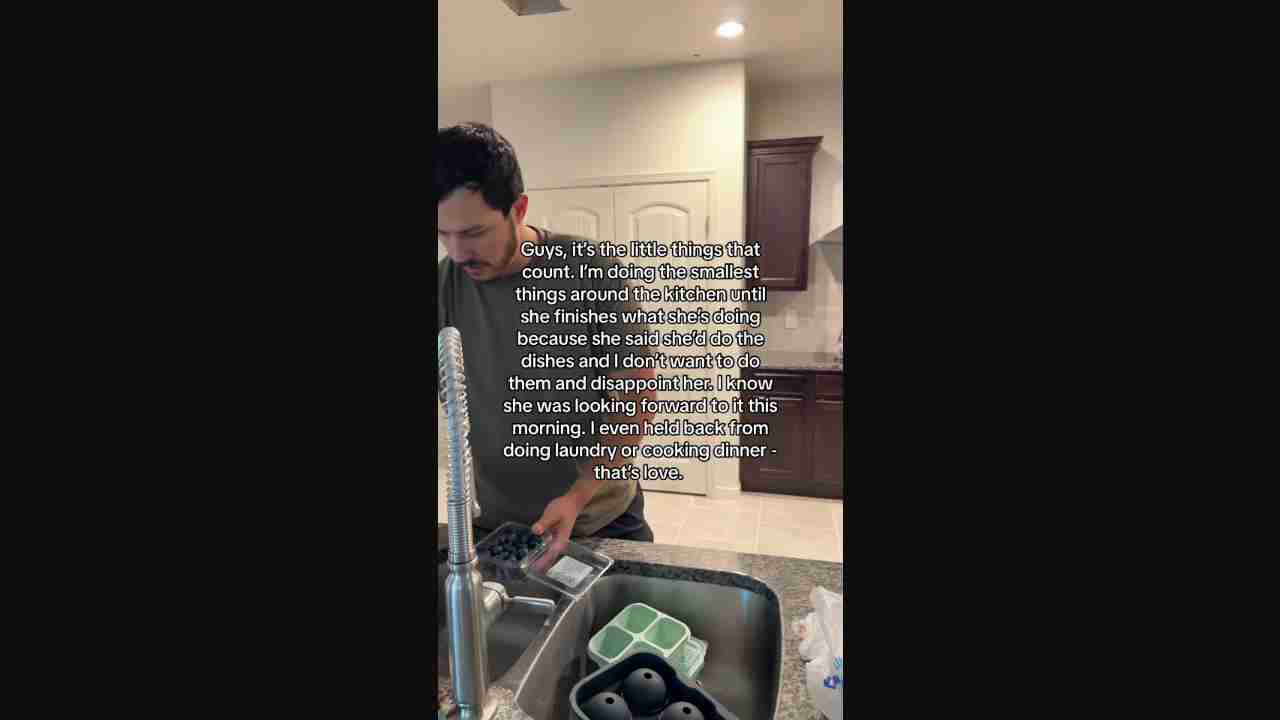 Guys, it's the little things that
count. I'm doing the smallest
things around the kitchen until
she finishes what she's doing
because she said she'd do the
dishes and I don't want to do
them and disappoint her. I know
she was looking forward to it this
morning. I even held back from
doing laundry or cooking dinner -
that's love.